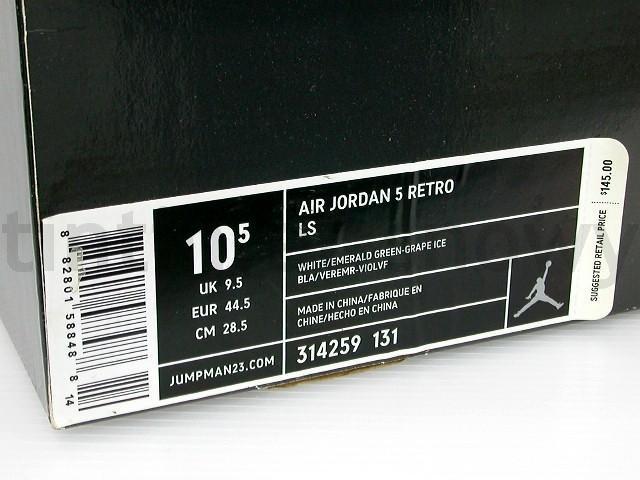 8 82801 58848 8 14
10⁵
UK 9.5
EUR 44.5
CM 28.5
JUMPMAN23.COM
AIR JORDAN 5 RETRO
LS
WHITE/EMERALD GREEN-GRAPE ICE
BLA/VEREMR-VIOLVF
MADE IN CHINA/FABRIQUE EN
CHINE/HECHO EN CHINA
314259 131
SUGGESTED RETAIL PRICE
$145.00